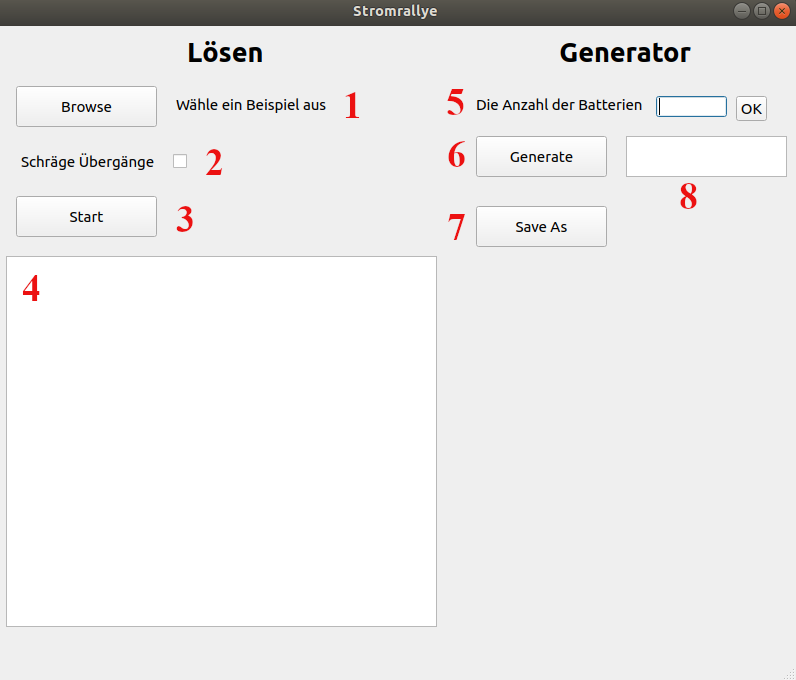 Stromrallye
Lösen
Generator
Browse
Wähle ein Beispiel aus
1
5
Die Anzahl der Batterien
OK
Schräge Übergänge
2
6
Generate
8
Start
3
7
Save As
4